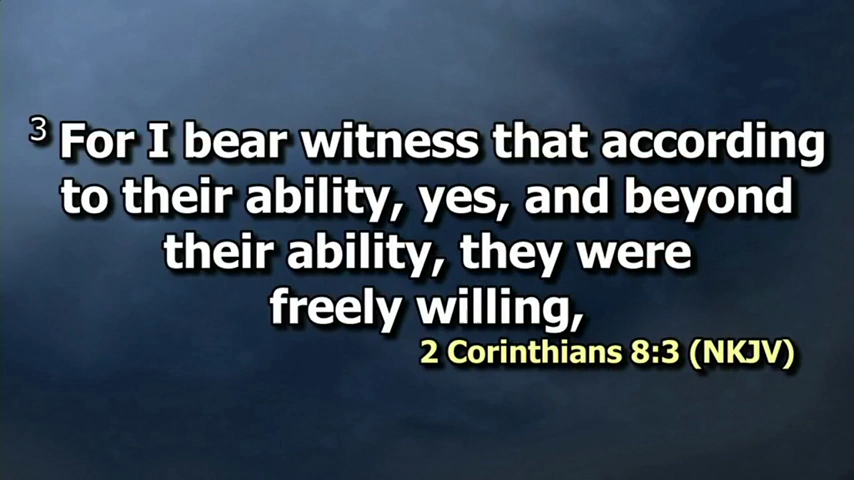 3 For I bear witness that according
to their ability, yes, and beyond
their ability, they were
freely willing,
2 Corinthians 8:3 (NKJV)